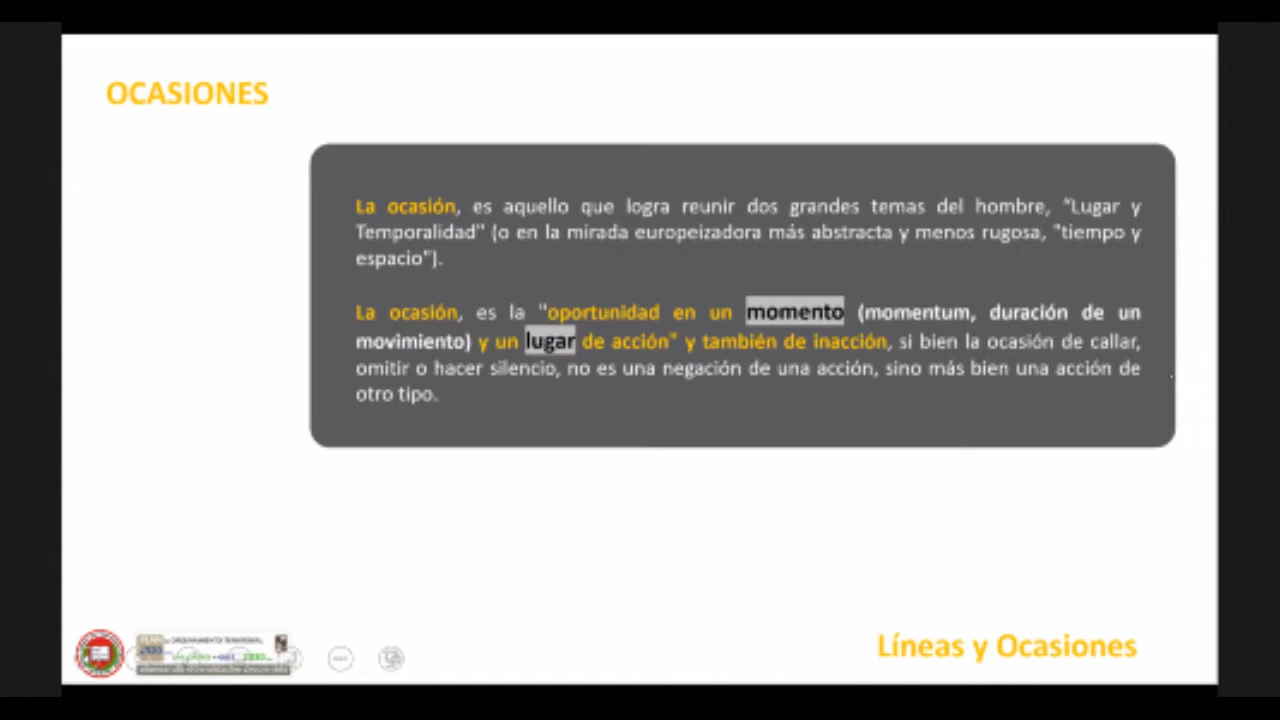 OCASIONES
La ocasión, es aquello que logra reunir dos grandes temas del hombre, "Lugar y
Temporalidad" (o en la mirada europeizadora más abstracta y menos rugosa, "tiempo y
espacio").
La ocasión, es la "oportunidad en un momento (momentum, duración de un
movimiento) y un lugar de acción" y también de inacción, si bien la ocasión de callar,
omitir o hacer silencio, no es una negación de una acción, sino más bien una acción de
otro tipo.
ORDENAMIENTO TERRITORIAL
Líneas y Ocasiones